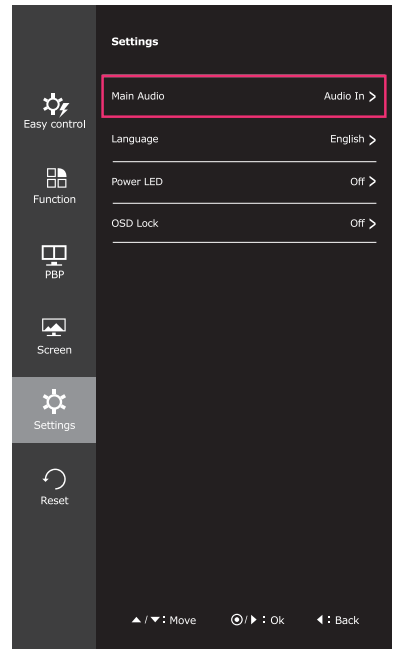 Settings
Easy control
Function
PBP
Screen
Settings
Reset
Main Audio Audio In >
Language English >
Power LED Off >
OSD Lock Off >
▲/▼: Move ◉/▶ : Ok ◀ : Back